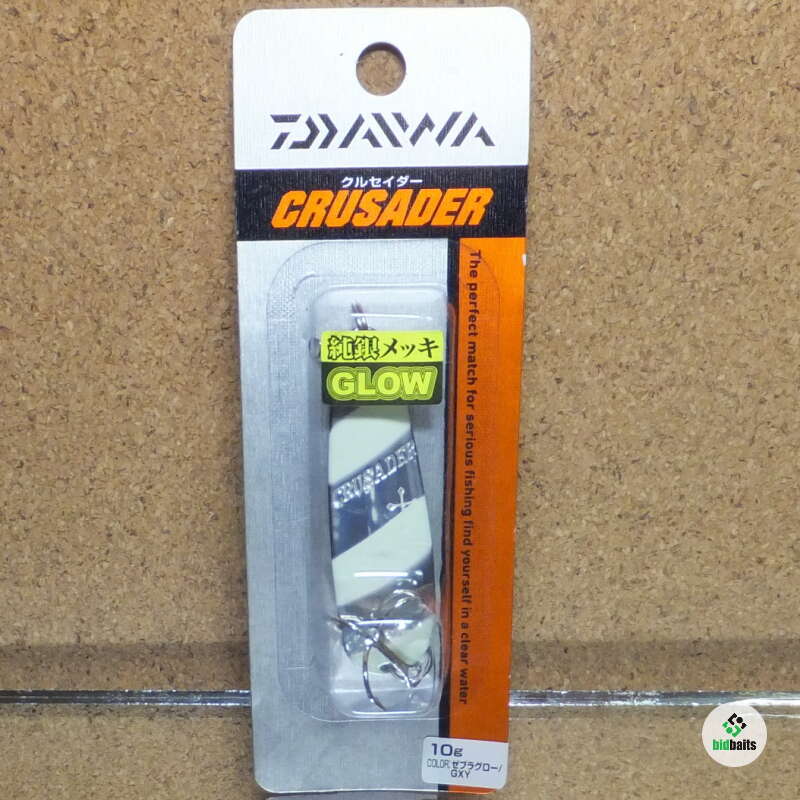 DAIWA
クルセイダー
CRUSADER
The perfect match for serious fishing find yourself in a clear water
純銀メッキ
GLOW
CRUSADER
10g
COLOR.ゼブラグロー/
GXY
bidbaits